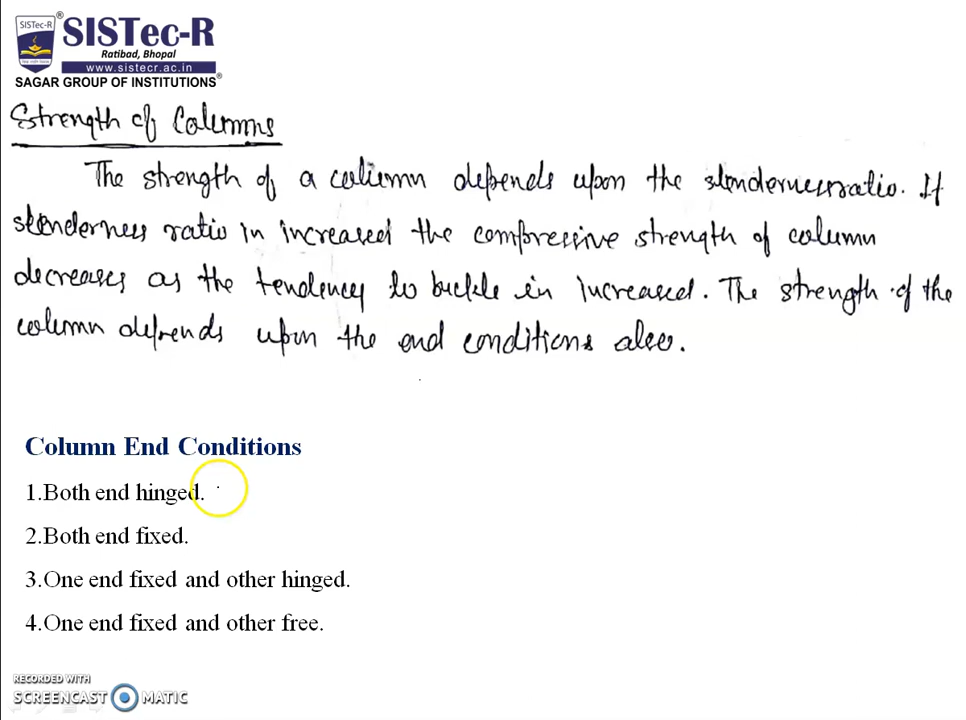 SISTec-R ®
SISTec-R
Ratibad, Bhopal
www.sistecr.ac.in
SAGAR GROUP OF INSTITUTIONS®
Strength of Columns
The strength of a column depends upon the slenderness ratio. If
slenderness ratio in increased the compressive strength of column
decreases as the tendency to buckle in increased. The strength of the
column depends upon the end conditions also.
Column End Conditions
1.Both end hinged.
2.Both end fixed.
3.One end fixed and other hinged.
4.One end fixed and other free.
RECORDED WITH
SCREENCAST MATIC